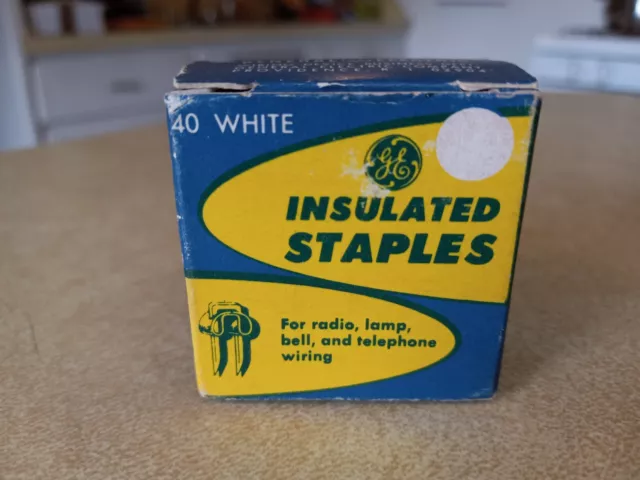 40 WHITE
GE
INSULATED
STAPLES
For radio, lamp,
bell, and telephone
wiring